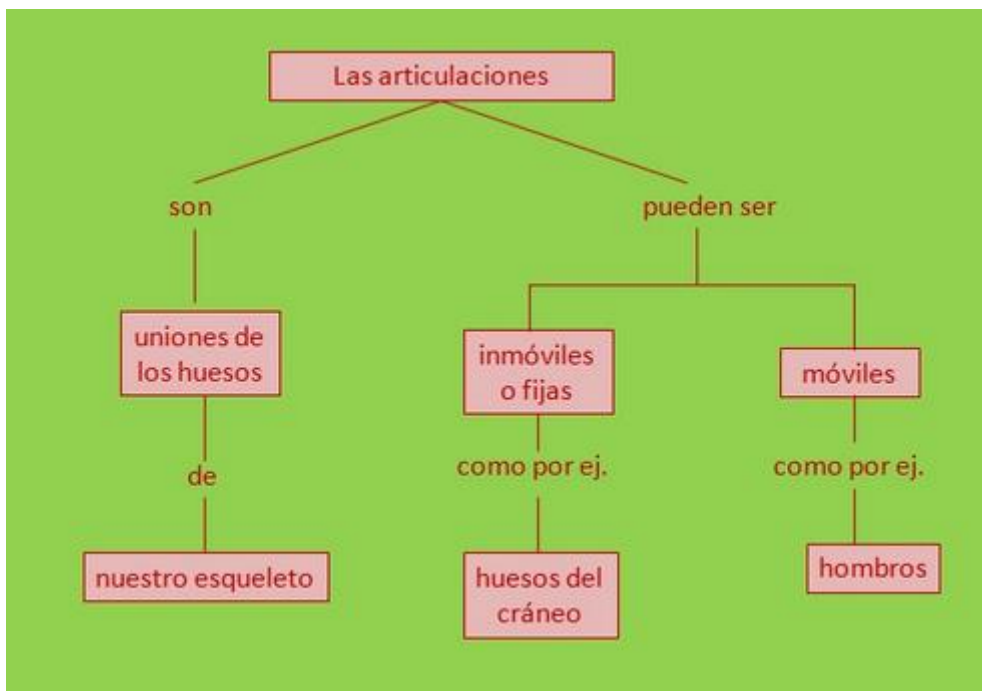 Las articulaciones
son
pueden ser
uniones de
los huesos
inmóviles
o fijas
móviles
de
como por ej.
como por ej.
nuestro esqueleto
huesos del
cráneo
hombros